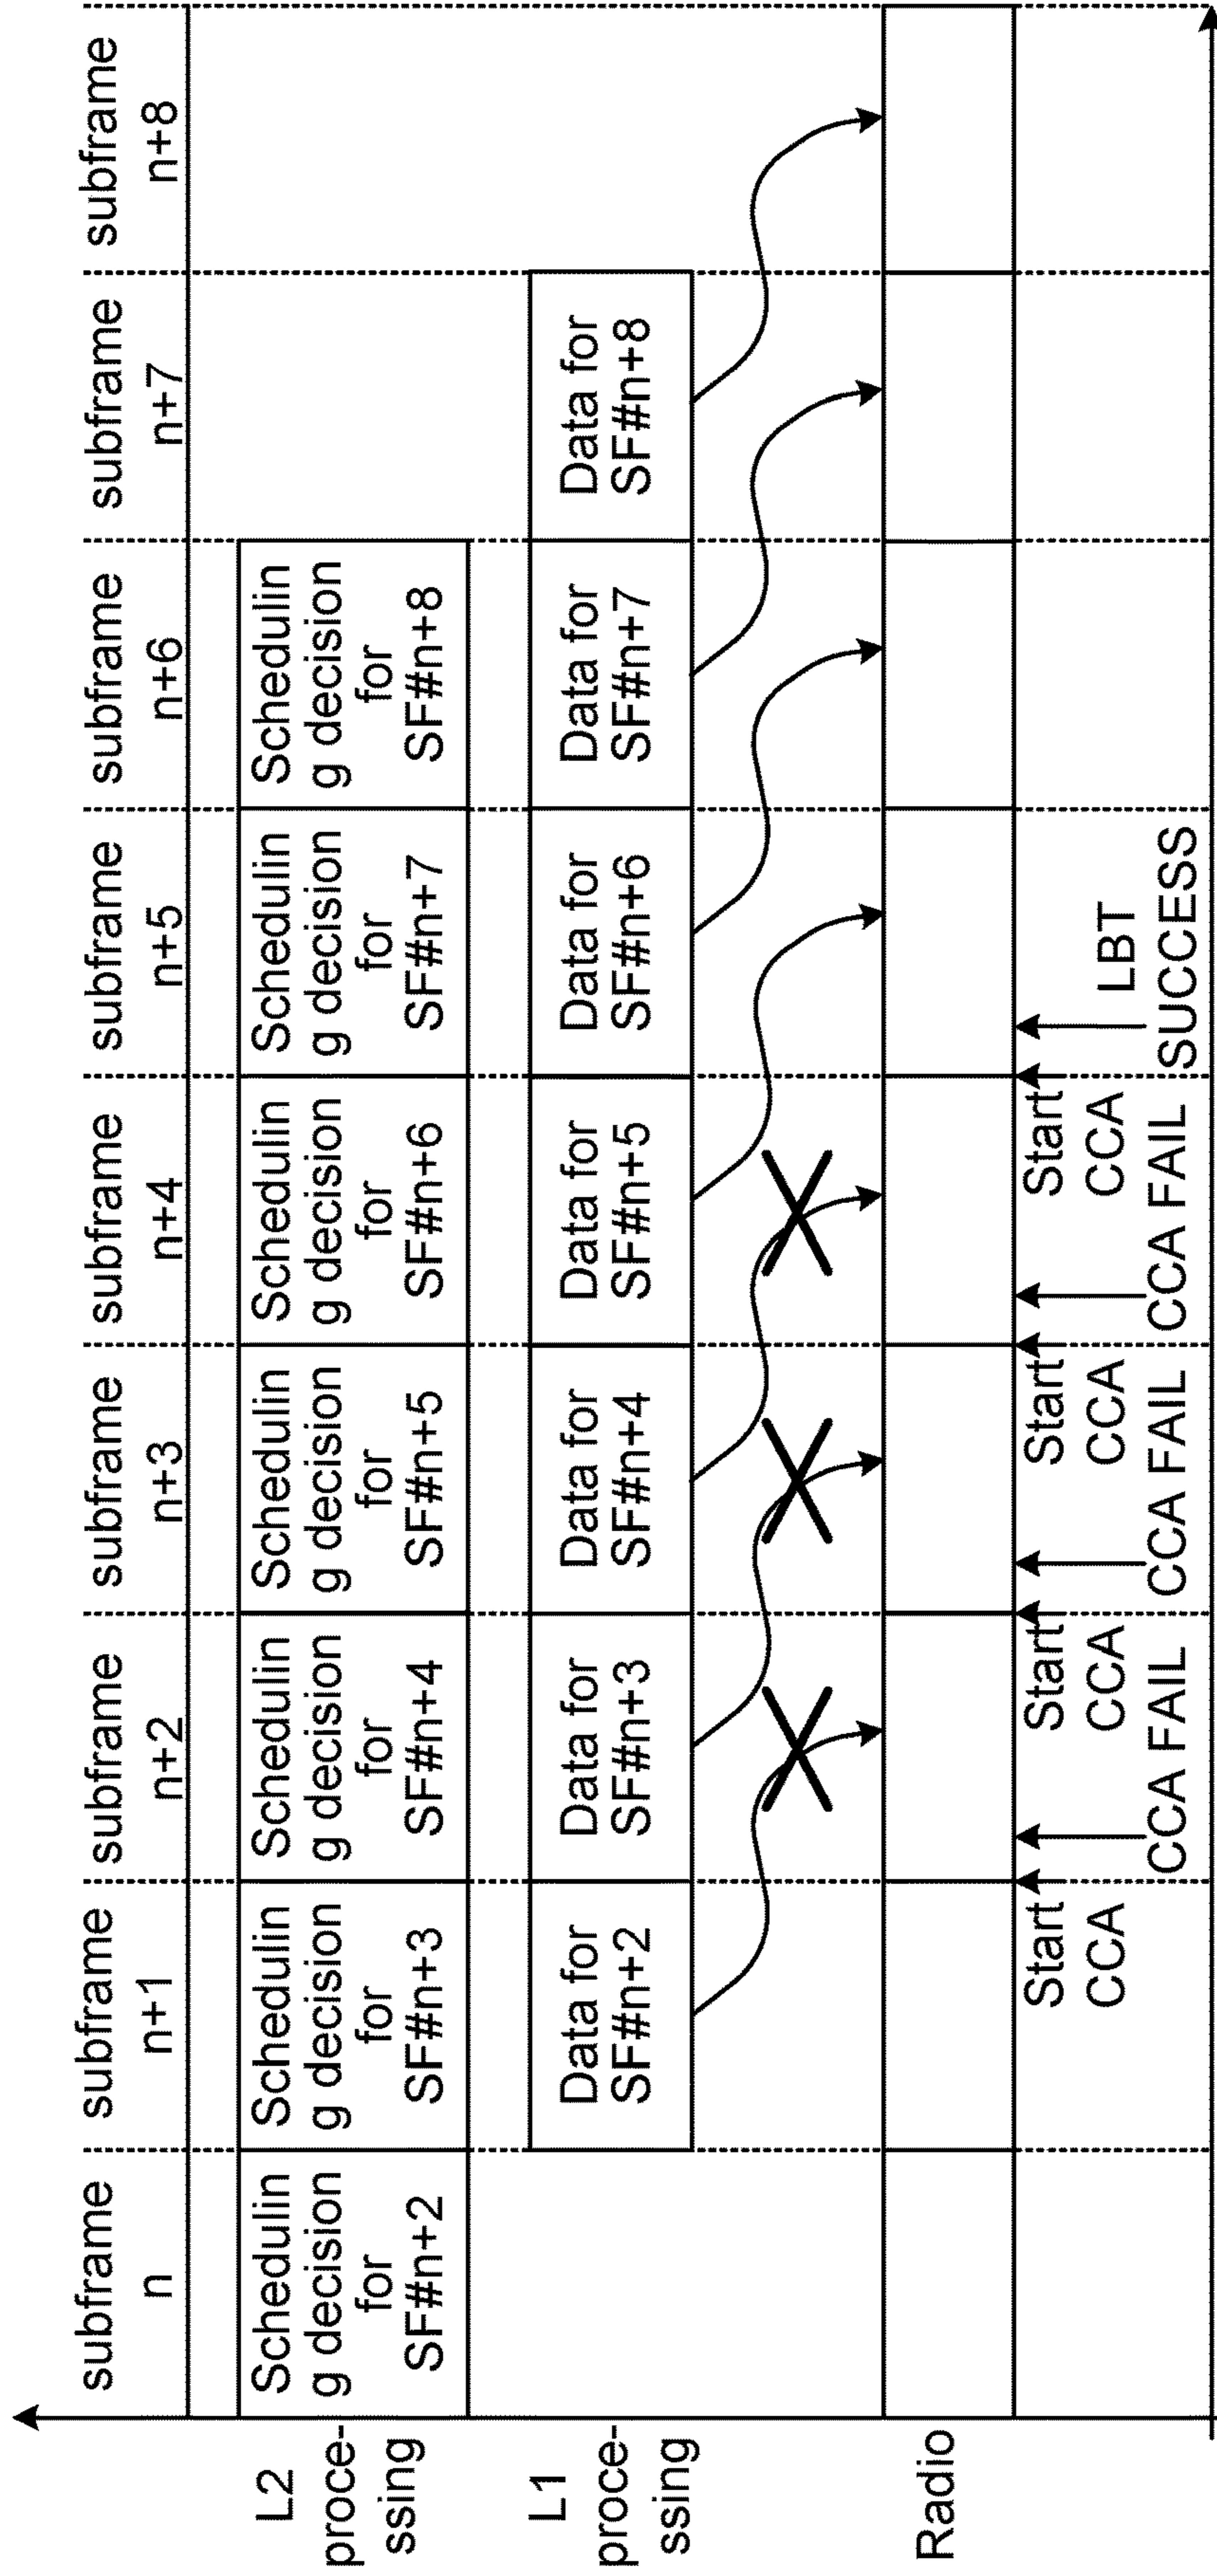 subframe
n
subframe
n+1
subframe
n+2
subframe
n+3
subframe
n+4
subframe
n+5
subframe
n+6
subframe
n+7
subframe
n+8
L2
proce-
ssing
Schedulin
g decision
for
SF#n+2
Schedulin
g decision
for
SF#n+3
Schedulin
g decision
for
SF#n+4
Schedulin
g decision
for
SF#n+5
Schedulin
g decision
for
SF#n+6
Schedulin
g decision
for
SF#n+7
Schedulin
g decision
for
SF#n+8
L1
proce-
ssing
Data for
SF#n+2
Data for
SF#n+3
Data for
SF#n+4
Data for
SF#n+5
Data for
SF#n+6
Data for
SF#n+7
Data for
SF#n+8
Radio
Start
CCA
CCA FAIL
Start
CCA
CCA FAIL
Start
CCA
CCA FAIL
Start
CCA
LBT
SUCCESS